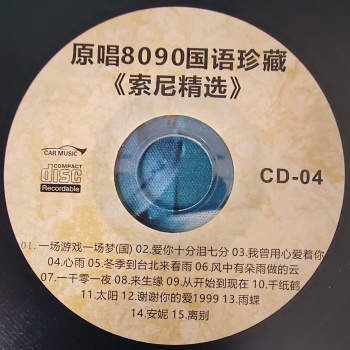 原唱8090国语珍藏
《索尼精选》
CAR MUSIC
COMPACT
disc
Recordable
CD-04
01.一场游戏一场梦(国) 02.爱你十分泪七分 03.我曾用心爱着你
04.心雨 05.冬季到台北来看雨 06.风中有朵雨做的云
07.一千零一夜 08.来生缘 09.从开始到现在 10.千纸鹤
11.太阳 12.谢谢你的爱1999 13.雨蝶
14.安妮 15.离别